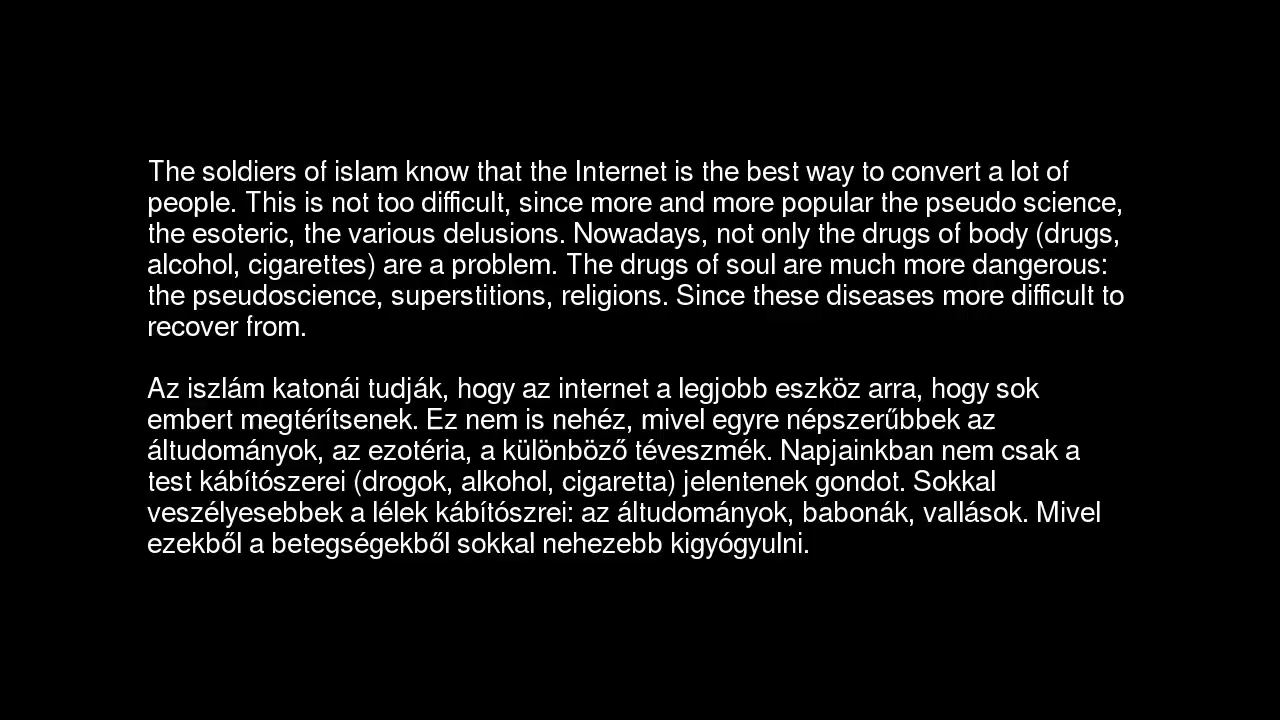 The soldiers of islam know that the Internet is the best way to convert a lot of
people. This is not too difficult, since more and more popular the pseudo science,
the esoteric, the various delusions. Nowadays, not only the drugs of body (drugs,
alcohol, cigarettes) are a problem. The drugs of soul are much more dangerous:
the pseudoscience, superstitions, religions. Since these diseases more difficult to
recover from.
Az iszlám katonái tudják, hogy az internet a legjobb eszköz arra, hogy sok
embert megtérítsenek. Ez nem is nehéz, mivel egyre népszerűbbek az
áltudományok, az ezotéria, a különböző téveszmék. Napjainkban nem csak a
test kábítószerei (drogok, alkohol, cigaretta) jelentenek gondot. Sokkal
veszélyesebbek a lélek kábítószrei: az áltudományok, babonák, vallások. Mivel
ezekből a betegségekből sokkal nehezebb kigyógyulni.